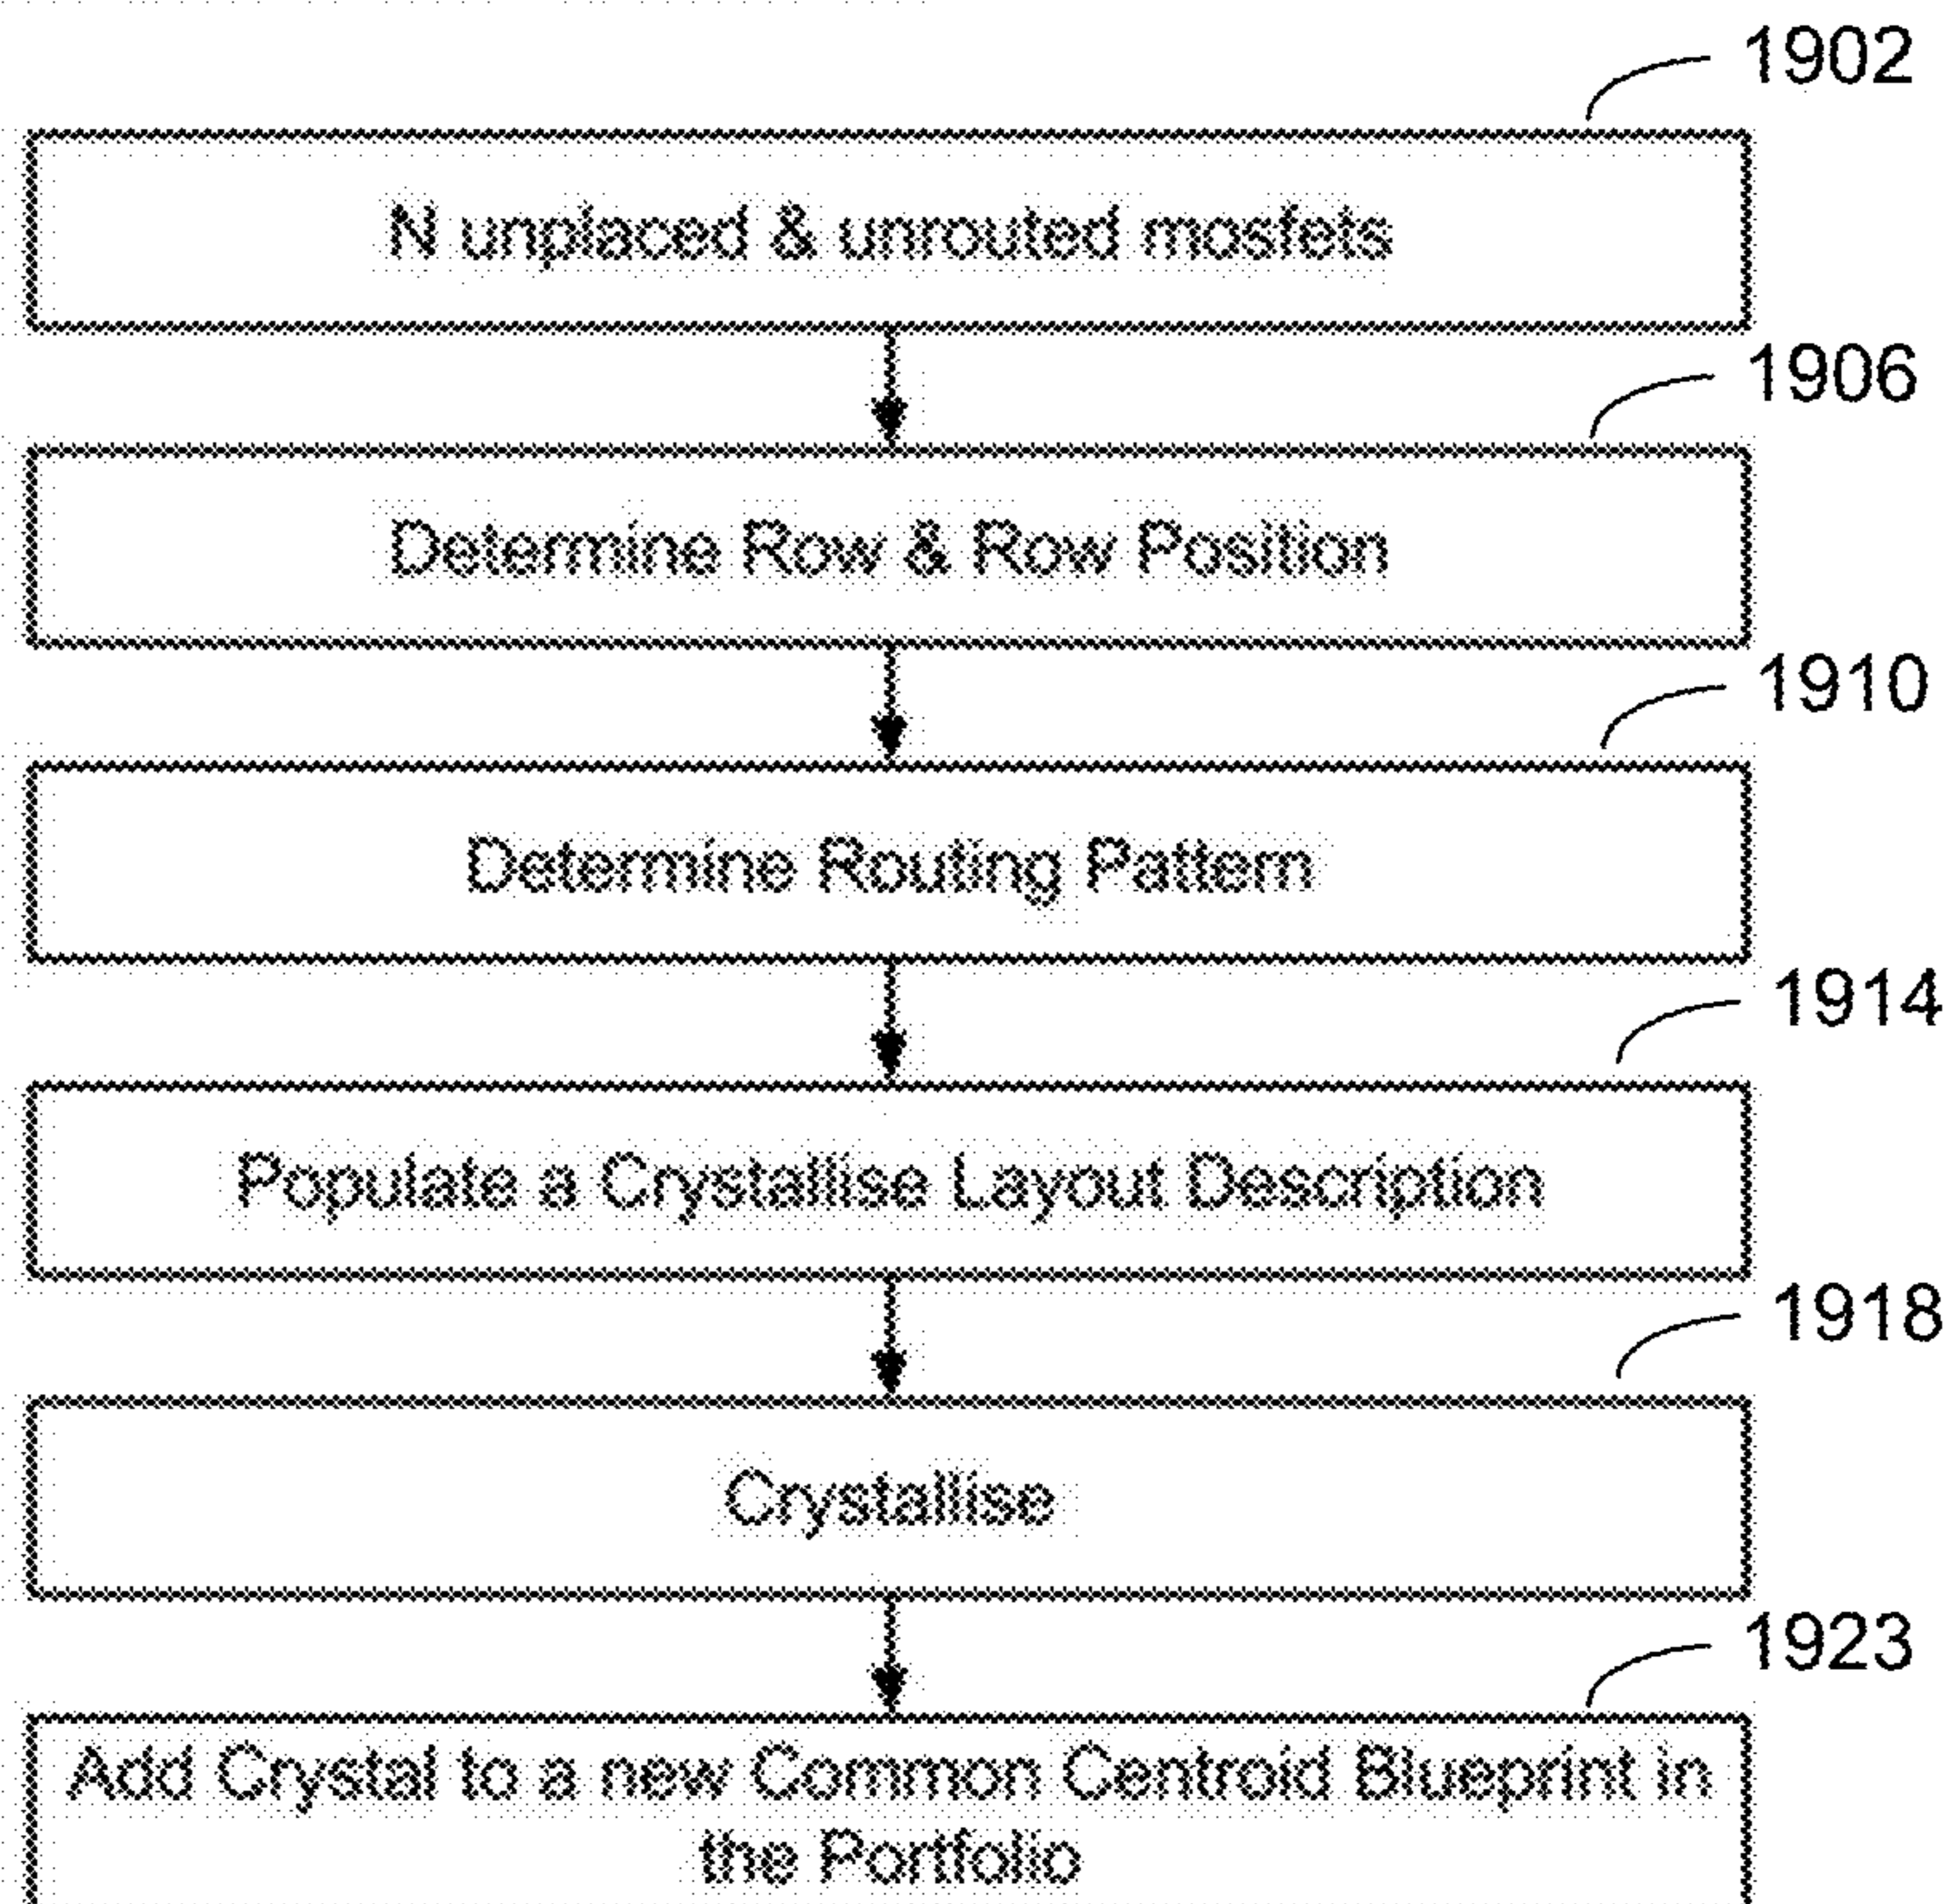 1902
N unplaced & unrouted mosfets
1906
Determine Row & Row Position
1910
Determine Routing Pattern
1914
Populate a Crystallise Layout Description
1918
Crystallise
1923
Add Crystal to a new Common Centroid Blueprint in
the Portfolio